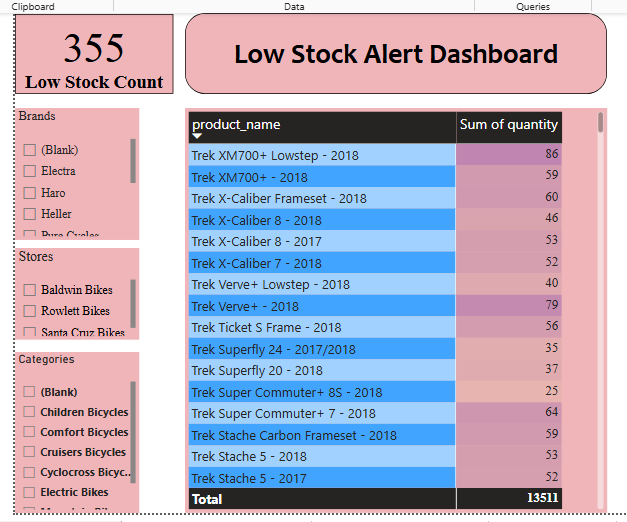 Clipboard Data Queries
355
Low Stock Count
Low Stock Alert Dashboard
Brands
(Blank)
Electra
Haro
Heller
Pure Cycles
Stores
Baldwin Bikes
Rowlett Bikes
Santa Cruz Bikes
Categories
(Blank)
Children Bicycles
Comfort Bicycles
Cruisers Bicycles
Cyclocross Bicyc...
Electric Bikes
Mountain Bikes
product_name Sum of quantity
Trek XM700+ Lowstep - 2018 86
Trek XM700+ - 2018 59
Trek X-Caliber Frameset - 2018 60
Trek X-Caliber 8 - 2018 46
Trek X-Caliber 8 - 2017 53
Trek X-Caliber 7 - 2018 52
Trek Verve+ Lowstep - 2018 40
Trek Verve+ - 2018 79
Trek Ticket S Frame - 2018 56
Trek Superfly 24 - 2017/2018 35
Trek Superfly 20 - 2018 37
Trek Super Commuter+ 8S - 2018 25
Trek Super Commuter+ 7 - 2018 64
Trek Stache Carbon Frameset - 2018 59
Trek Stache 5 - 2018 53
Trek Stache 5 - 2017 52
Total 13511